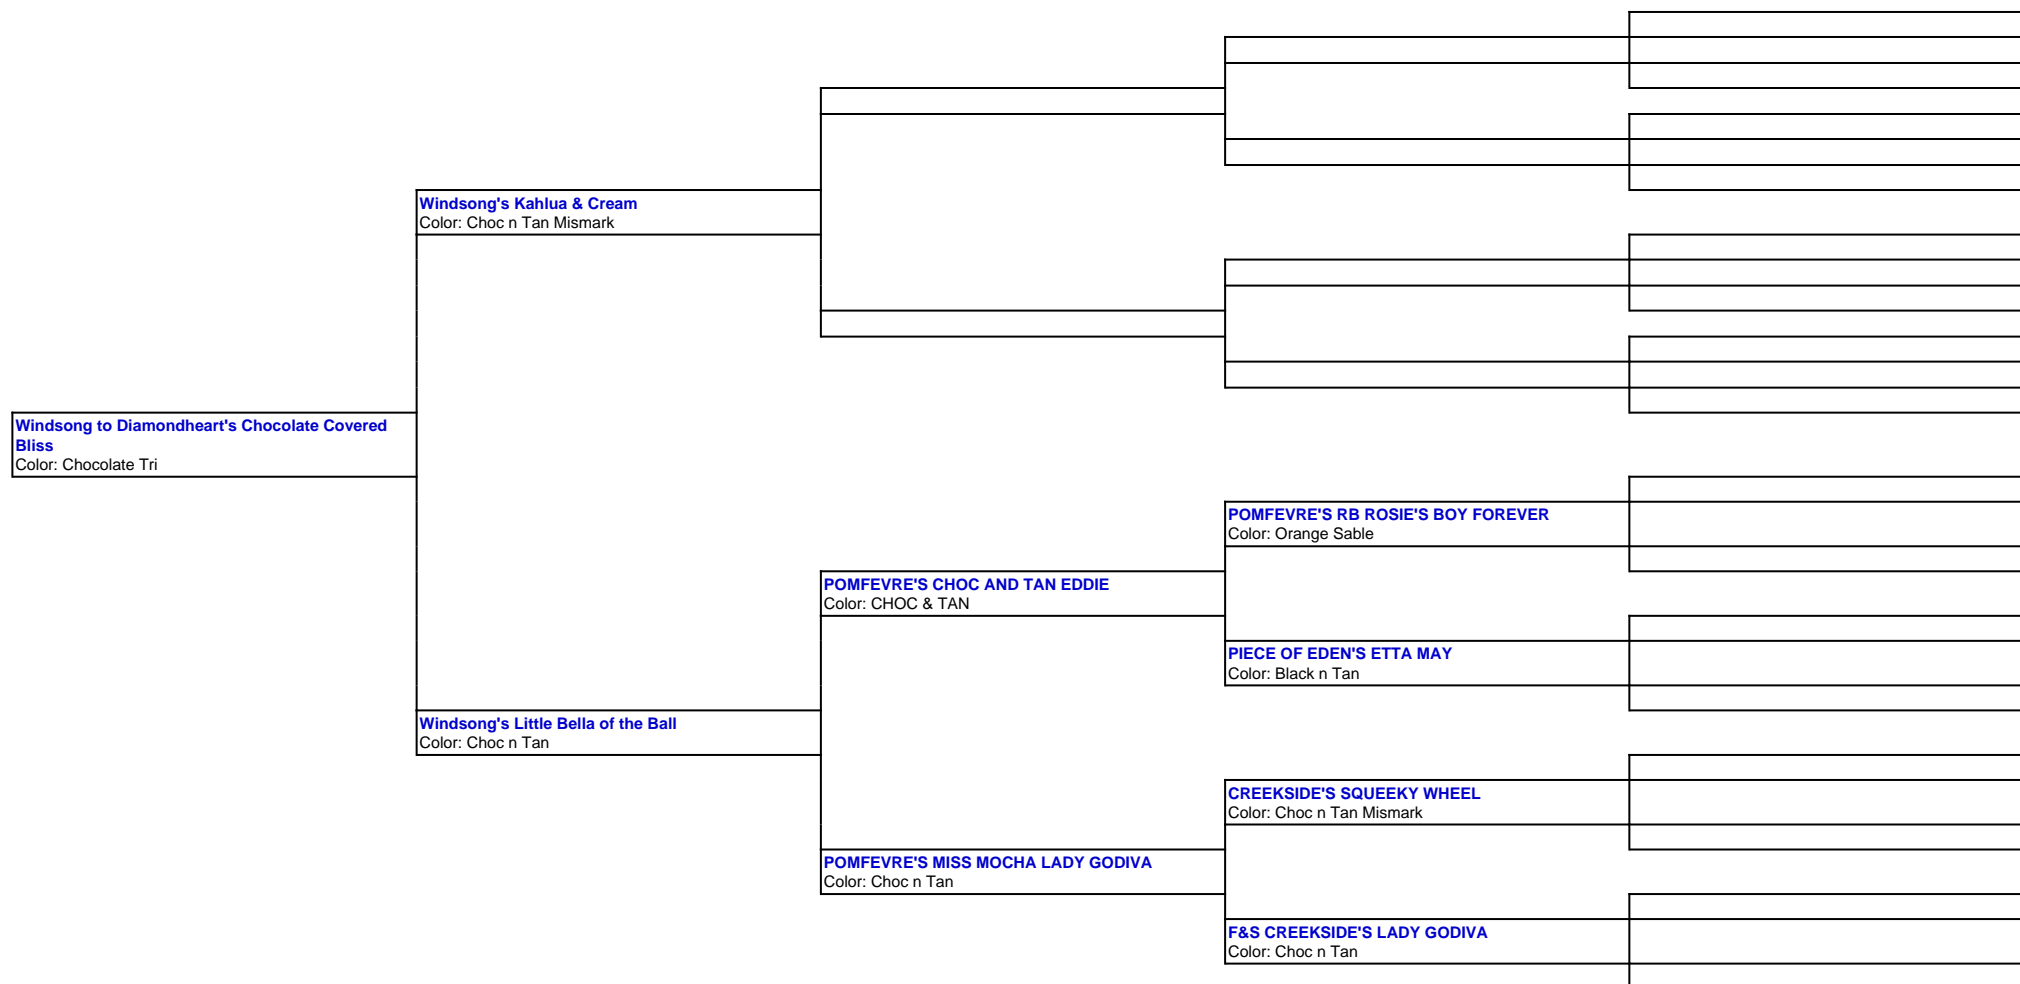 Windsong's Kahlua & Cream
Color: Choc n Tan Mismark
Windsong to Diamondheart's Chocolate Covered
Bliss
Color: Chocolate Tri
POMFEVRE'S RB ROSIE'S BOY FOREVER
Color: Orange Sable
POMFEVRE'S CHOC AND TAN EDDIE
Color: CHOC & TAN
PIECE OF EDEN'S ETTA MAY
Color: Black n Tan
Windsong's Little Bella of the Ball
Color: Choc n Tan
CREEKSIDE'S SQUEEKY WHEEL
Color: Choc n Tan Mismark
POMFEVRE'S MISS MOCHA LADY GODIVA
Color: Choc n Tan
F&S CREEKSIDE'S LADY GODIVA
Color: Choc n Tan